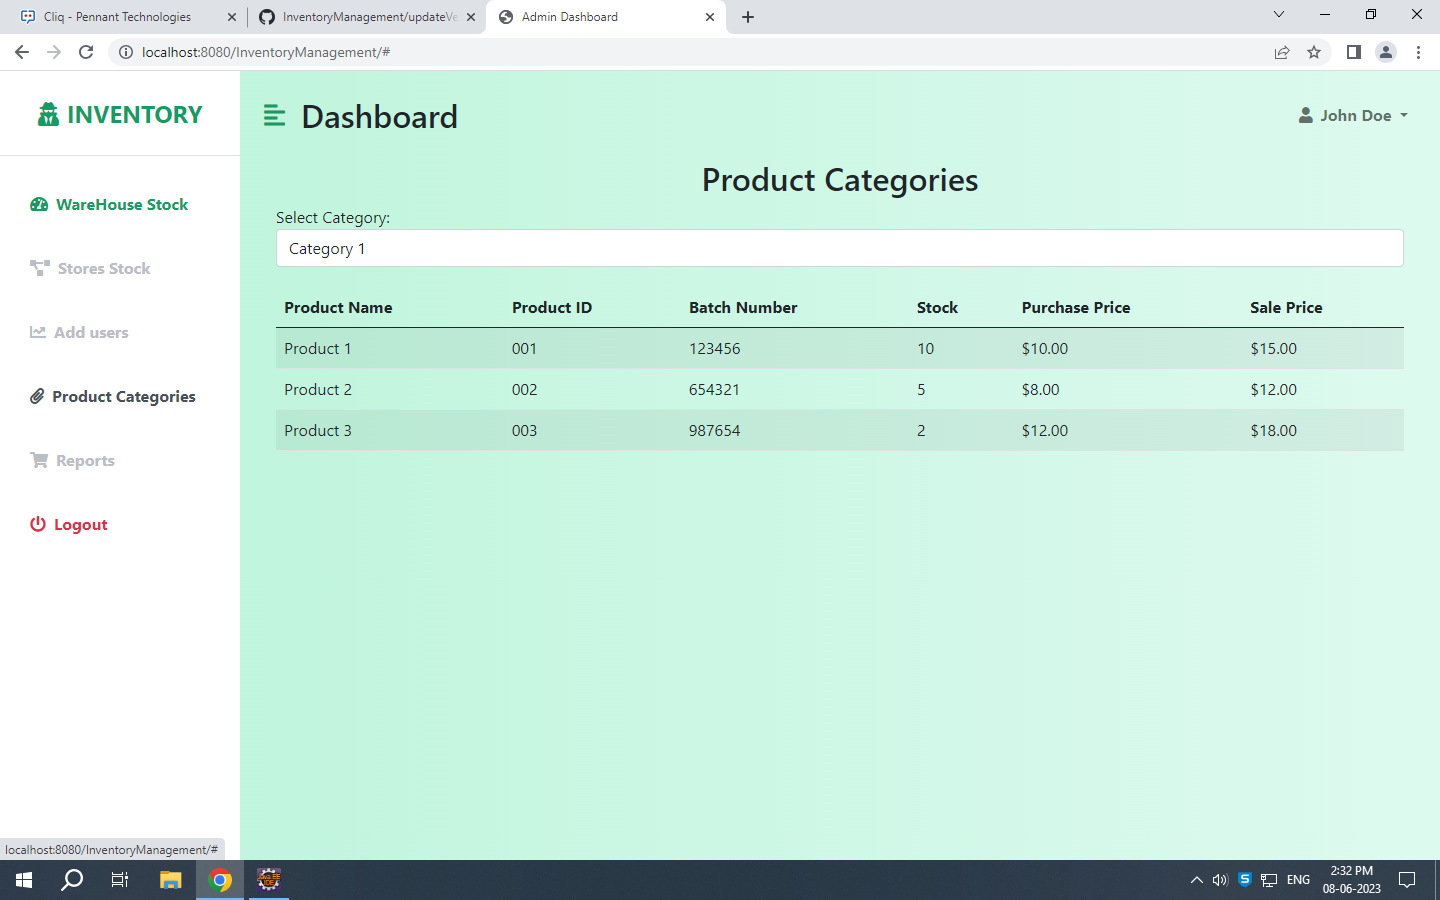 Cliq - Pennant Technologies
InventoryManagement/updateVe
Admin Dashboard
localhost:8080/InventoryManagement/#
INVENTORY
Dashboard
John Doe
WareHouse Stock
Stores Stock
Add users
Product Categories
Reports
Logout
Product Categories
Select Category:
Category 1
Product Name Product ID Batch Number Stock Purchase Price Sale Price
Product 1 001 123456 10 $10.00 $15.00
Product 2 002 654321 5 $8.00 $12.00
Product 3 003 987654 2 $12.00 $18.00
localhost:8080/InventoryManagement/#
Java EE
IDE
S
ENG
2:32 PM
08-06-2023